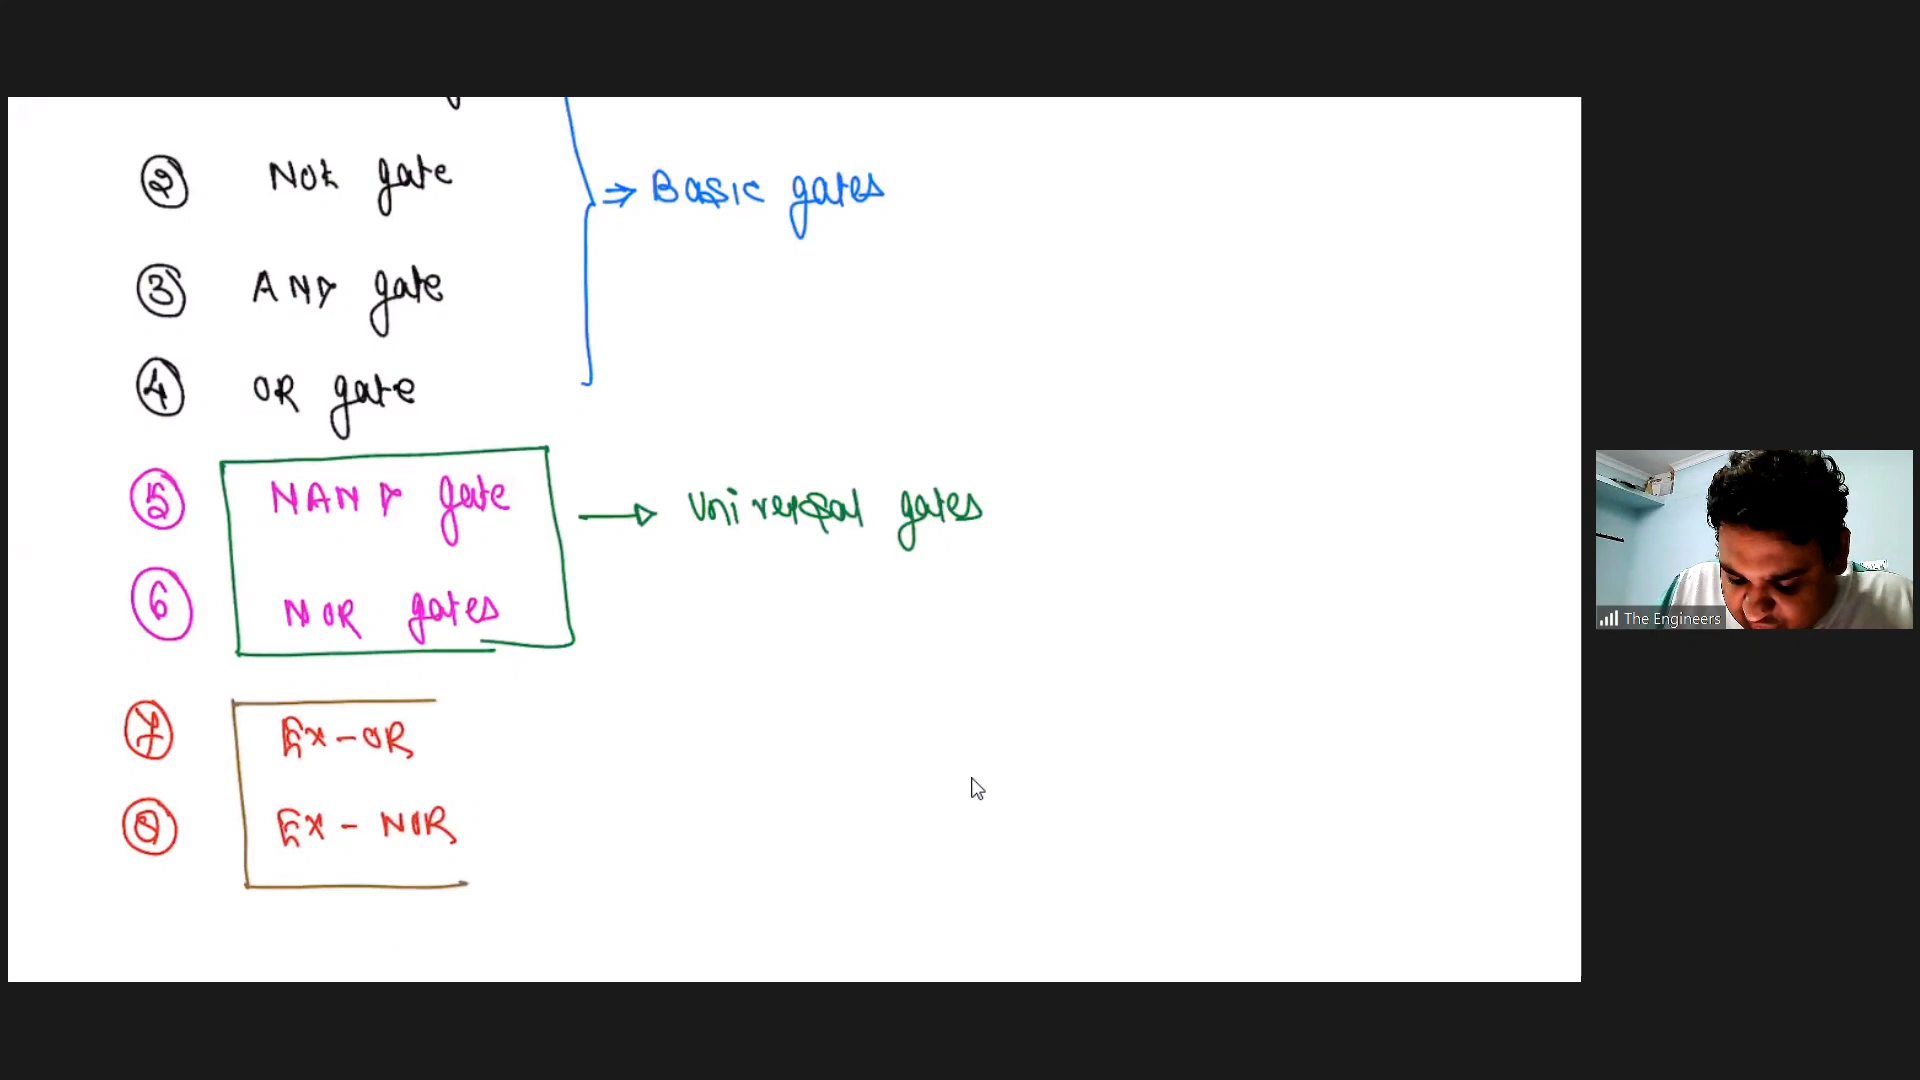 ② NOT gate
⇒ Basic gates
③ AND gate
④ OR gate
⑤ NAND gate → Universal gates
⑥ NOR gates
⑦ Ex-OR
⑧ Ex - NOR
The Engineers